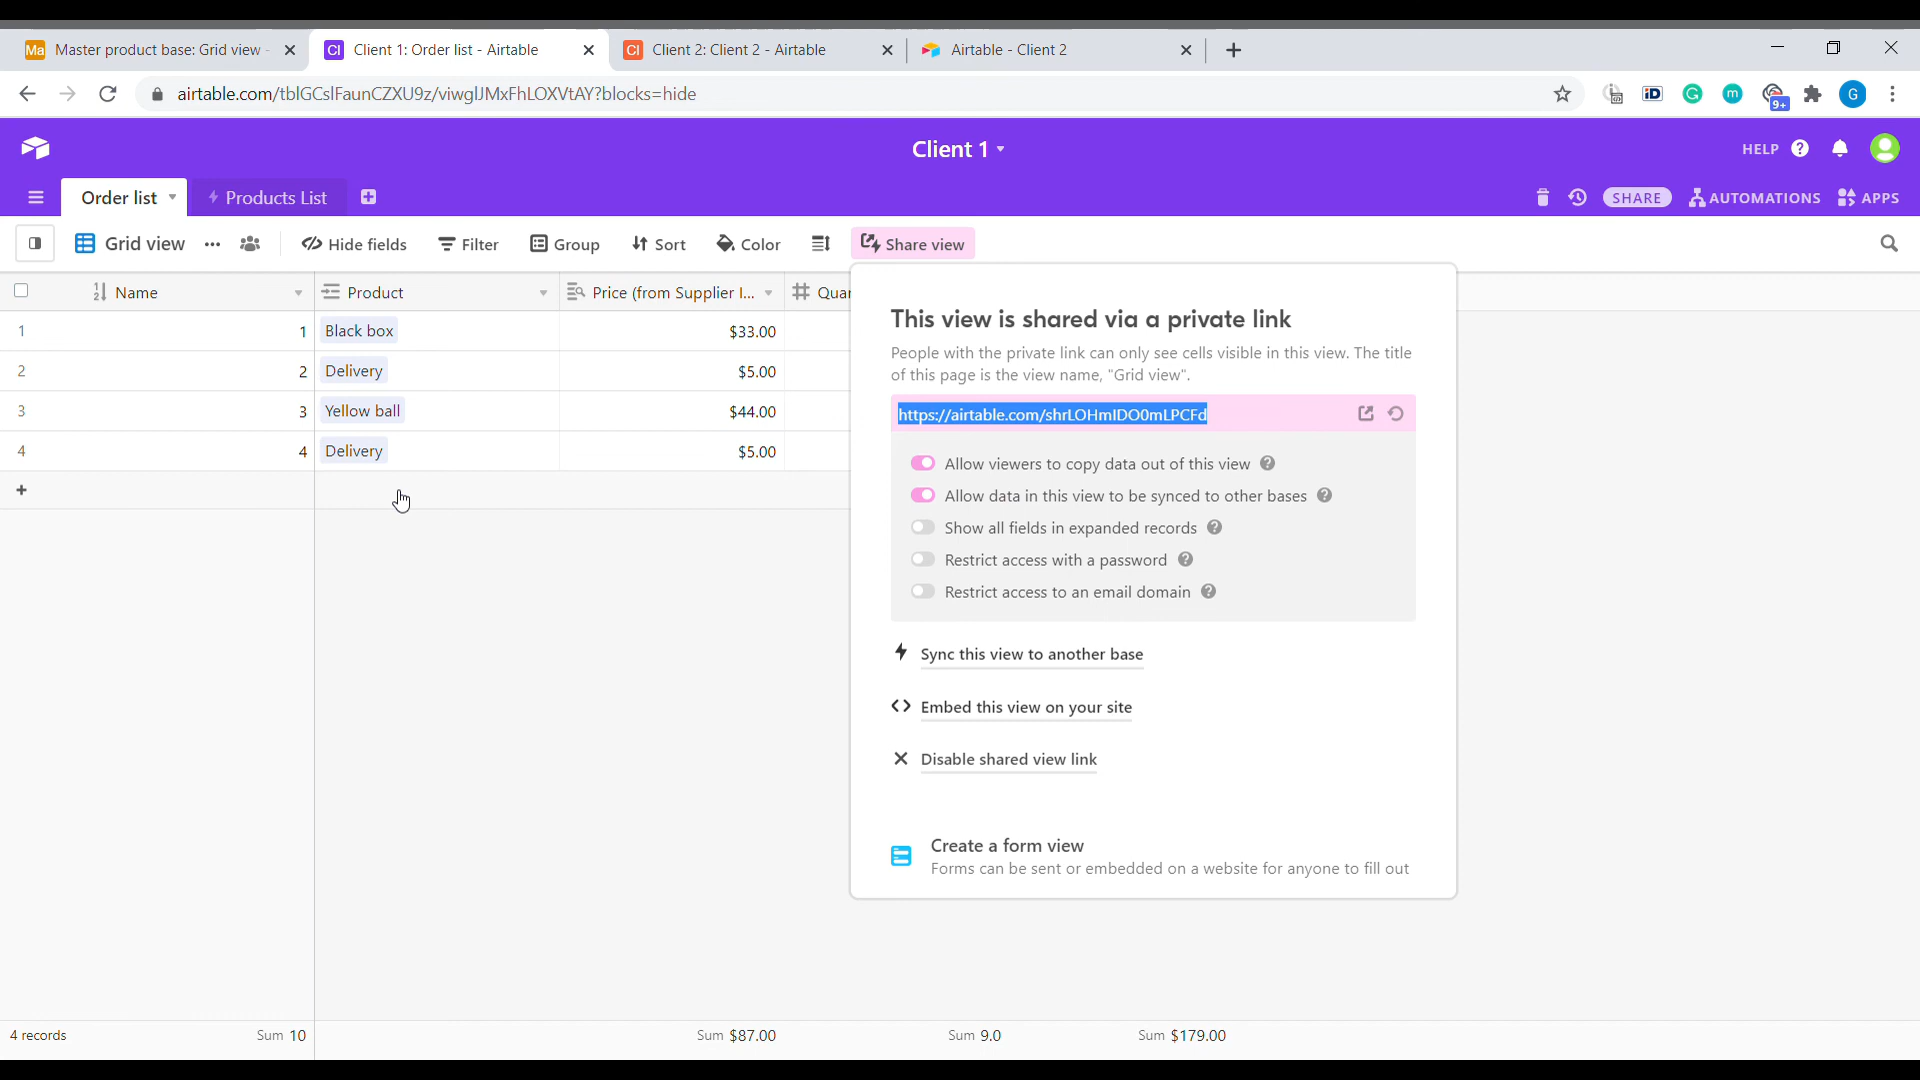 Ma Master product base: Grid view -
CI Client 1: Order list - Airtable
CI Client 2: Client 2 - Airtable
Airtable - Client 2
airtable.com/tblGCslFaunCZXU9z/viwglJMxFhLOXVtAY?blocks=hide
iD
G
m
9+
G
Client 1
HELP
Order list
Products List
SHARE
AUTOMATIONS
APPS
Grid view
Hide fields
Filter
Group
Sort
Color
Share view
Name
Product
Price (from Supplier I...
Quar
1 1 Black box $33.00
2 2 Delivery $5.00
3 3 Yellow ball $44.00
4 4 Delivery $5.00
+
This view is shared via a private link
People with the private link can only see cells visible in this view. The title
of this page is the view name, "Grid view".
https://airtable.com/shrLOHmIDO0mLPCFd
Allow viewers to copy data out of this view
Allow data in this view to be synced to other bases
Show all fields in expanded records
Restrict access with a password
Restrict access to an email domain
Sync this view to another base
Embed this view on your site
Disable shared view link
Create a form view
Forms can be sent or embedded on a website for anyone to fill out
4 records Sum 10 Sum $87.00 Sum 9.0 Sum $179.00